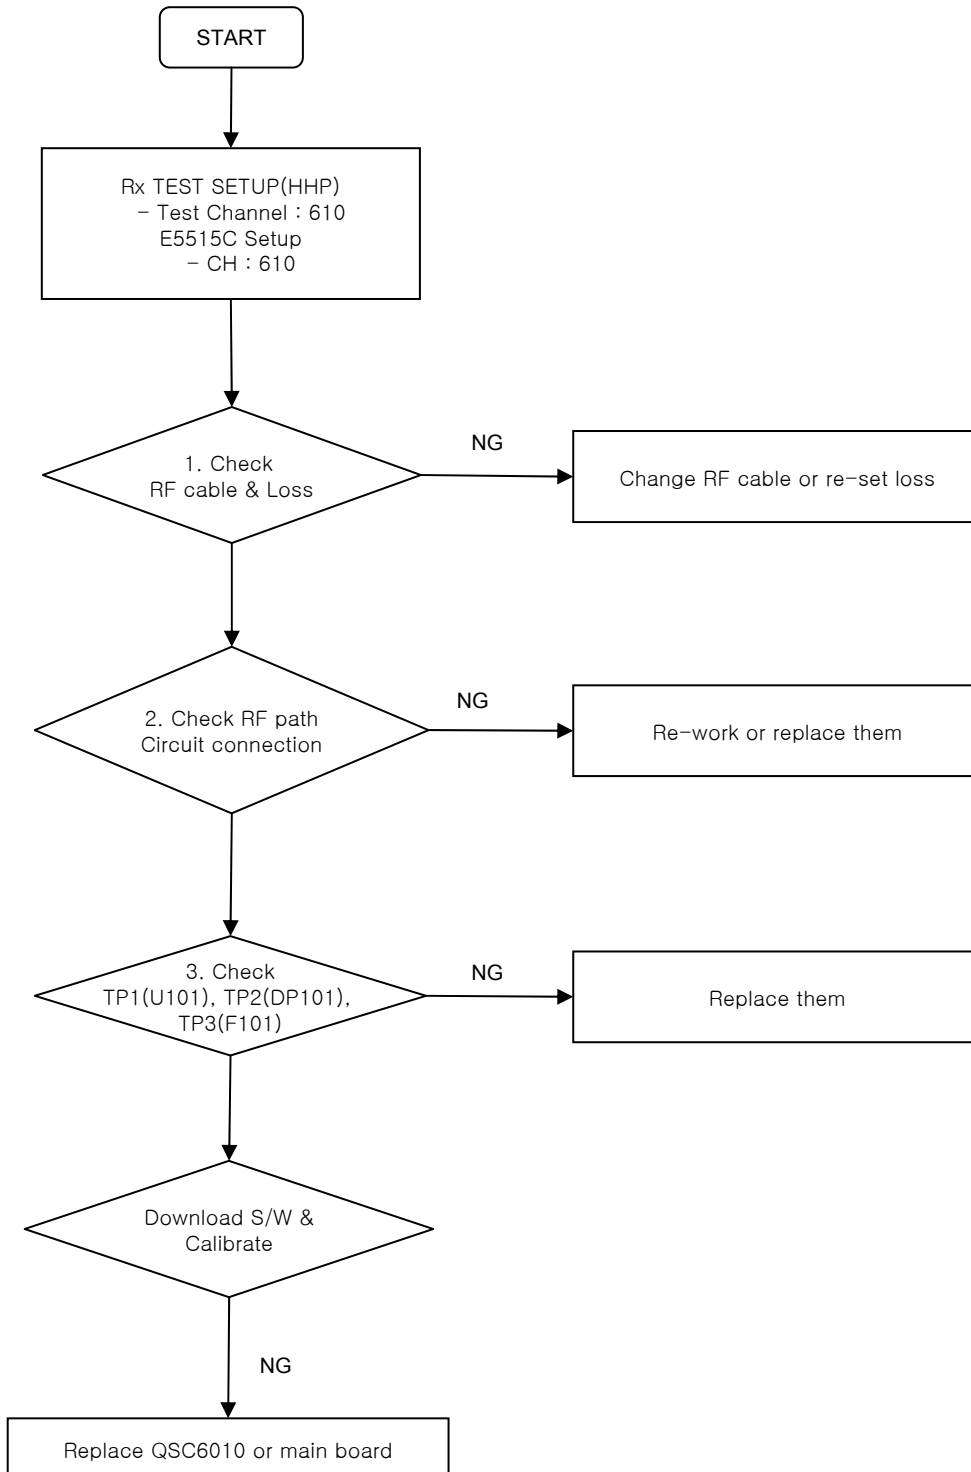 START
Rx TEST SETUP(HHP)
- Test Channel : 610
E5515C Setup
- CH : 610
1. Check
RF cable & Loss
NG
Change RF cable or re-set loss
2. Check RF path
Circuit connection
NG
Re-work or replace them
3. Check
TP1(U101), TP2(DP101),
TP3(F101)
NG
Replace them
Download S/W &
Calibrate
NG
Replace QSC6010 or main board